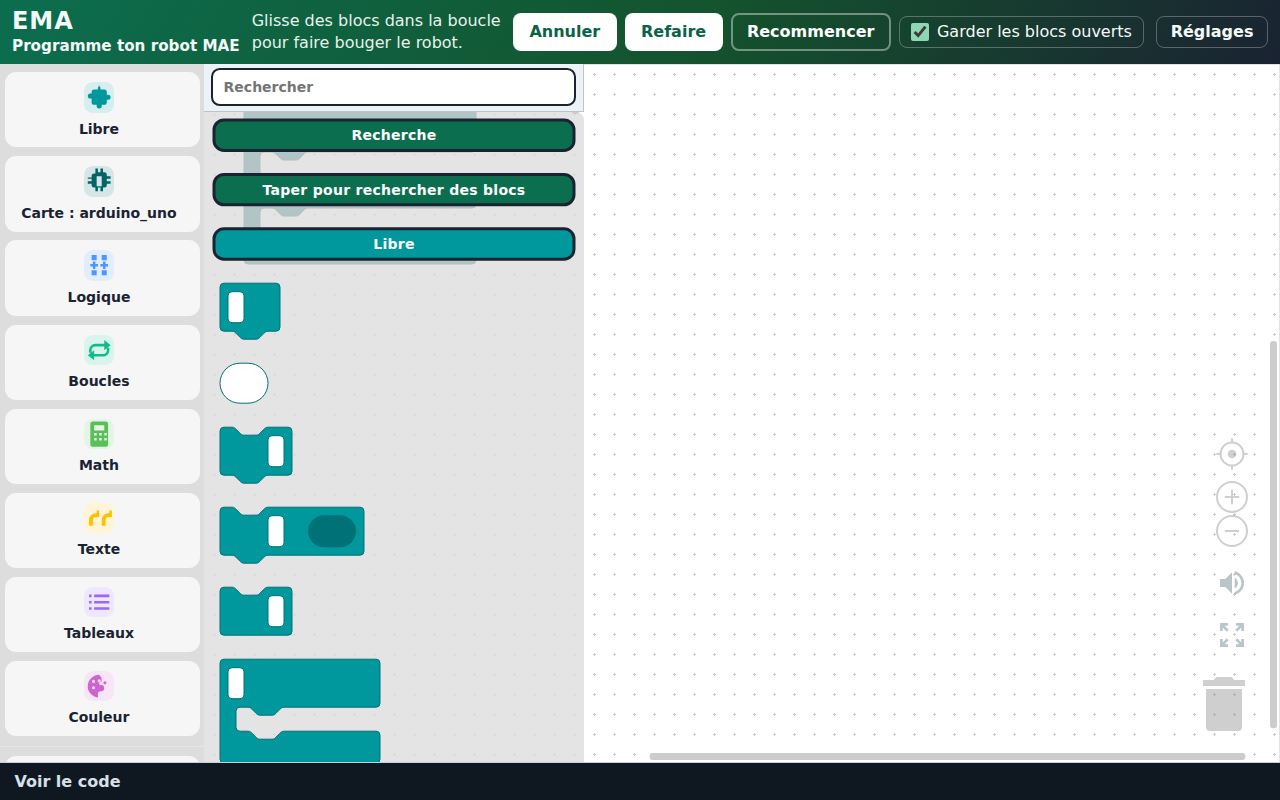 EMA
Programme ton robot MAE
Glisse des blocs dans la boucle
pour faire bouger le robot.
Annuler
Refaire
Recommencer
Garder les blocs ouverts
Réglages
Libre
Carte : arduino_uno
Logique
Boucles
Math
Texte
Tableaux
Couleur
Rechercher
Recherche
Taper pour rechercher des blocs
Libre
Voir le code